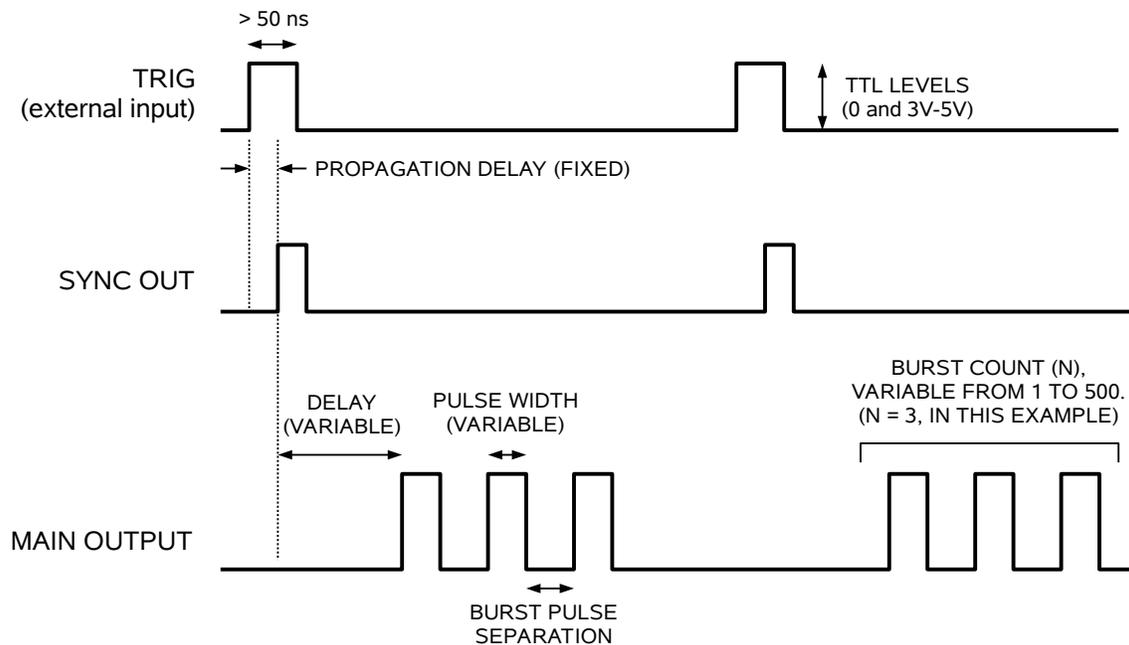 > 50 ns
TRIG
(external input)
TTL LEVELS
(0 and 3V-5V)
PROPAGATION DELAY (FIXED)
SYNC OUT
BURST COUNT (N),
VARIABLE FROM 1 TO 500.
(N = 3, IN THIS EXAMPLE)
DELAY
(VARIABLE)
PULSE WIDTH
(VARIABLE)
MAIN OUTPUT
BURST PULSE
SEPARATION